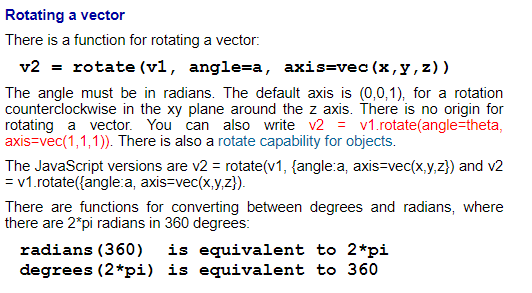 Rotating a vector
There is a function for rotating a vector:
v2 = rotate(v1, angle=a, axis=vec(x,y,z))
The angle must be in radians. The default axis is (0,0,1), for a rotation
counterclockwise in the xy plane around the z axis. There is no origin for
rotating a vector. You can also write v2 = v1.rotate(angle=theta,
axis=vec(1,1,1)). There is also a rotate capability for objects.
The JavaScript versions are v2 = rotate(v1, {angle:a, axis=vec(x,y,z}) and v2
= v1.rotate({angle:a, axis=vec(x,y,z}).
There are functions for converting between degrees and radians, where
there are 2*pi radians in 360 degrees:
radians(360) is equivalent to 2*pi
degrees(2*pi) is equivalent to 360